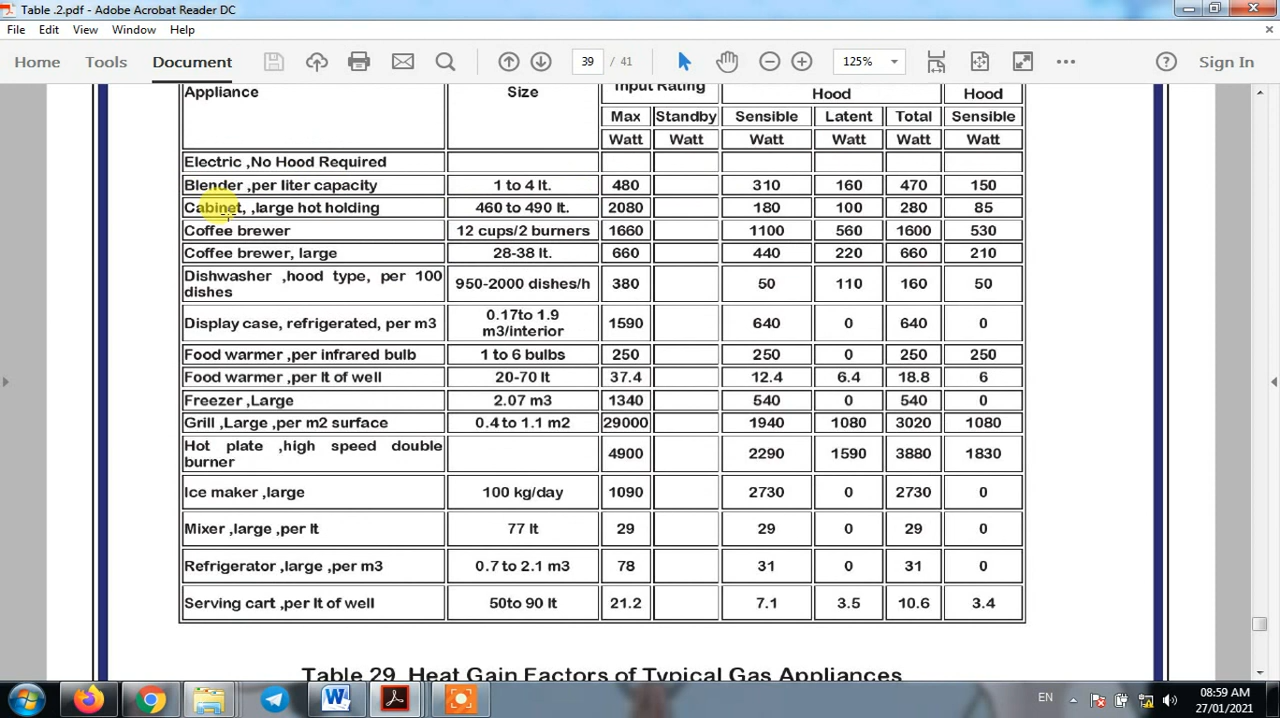 Table .2.pdf - Adobe Acrobat Reader DC
File Edit View Window Help
Home Tools Document 39 / 41 125% Sign In
Appliance Size Input Rating Hood Hood
Max Standby Sensible Latent Total Sensible
Watt Watt Watt Watt Watt Watt
Electric ,No Hood Required
Blender ,per liter capacity 1 to 4 lt. 480 310 160 470 150
Cabinet, ,large hot holding 460 to 490 lt. 2080 180 100 280 85
Coffee brewer 12 cups/2 burners 1660 1100 560 1600 530
Coffee brewer, large 28-38 lt. 660 440 220 660 210
Dishwasher ,hood type, per 100
dishes 950-2000 dishes/h 380 50 110 160 50
Display case, refrigerated, per m3 0.17to 1.9
m3/interior 1590 640 0 640 0
Food warmer ,per infrared bulb 1 to 6 bulbs 250 250 0 250 250
Food warmer ,per lt of well 20-70 lt 37.4 12.4 6.4 18.8 6
Freezer ,Large 2.07 m3 1340 540 0 540 0
Grill ,Large ,per m2 surface 0.4 to 1.1 m2 29000 1940 1080 3020 1080
Hot plate ,high speed double
burner 4900 2290 1590 3880 1830
Ice maker ,large 100 kg/day 1090 2730 0 2730 0
Mixer ,large ,per lt 77 lt 29 29 0 29 0
Refrigerator ,large ,per m3 0.7 to 2.1 m3 78 31 0 31 0
Serving cart ,per lt of well 50to 90 lt 21.2 7.1 3.5 10.6 3.4
Table 29. Heat Gain Factors of Typical Gas Appliances
EN 08:59 AM
27/01/2021